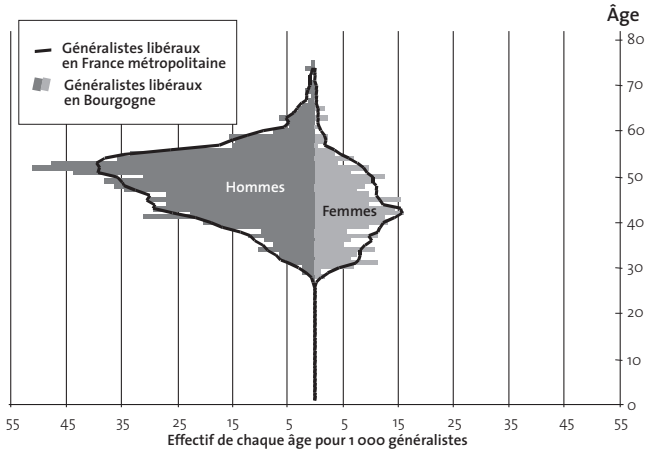 Âge
Généralistes libéraux
en France métropolitaine
Généralistes libéraux
en Bourgogne
80
70
60
50
40
30
20
10
0
Hommes
Femmes
55 45 35 25 15 5 5 15 25 35 45 55
Effectif de chaque âge pour 1 000 généralistes